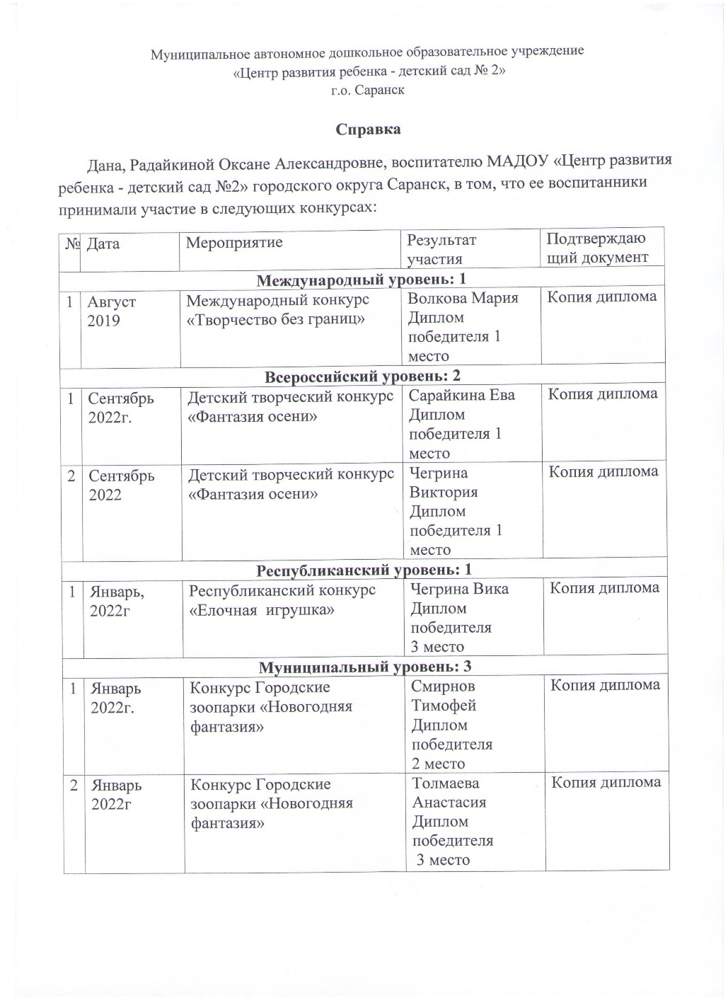 Муниципальное автономное дошкольное образовательное учреждение
«Центр развития ребенка - детский сад № 2»
г.о. Саранск
Справка
Дана, Радайкиной Оксане Александровне, воспитателю МАДОУ «Центр развития
ребенка - детский сад №2» городского округа Саранск, в том, что ее воспитанники
принимали участие в следующих конкурсах:
№ Дата Мероприятие Результат Подтверждаю
участия щий документ
Международный уровень: 1
1 Август Международный конкурс Волкова Мария Копия диплома
2019 «Творчество без границ» Диплом
победителя 1
место
Всероссийский уровень: 2
1 Сентябрь Детский творческий конкурс Сарайкина Ева Копия диплома
2022г. «Фантазия осени» Диплом
победителя 1
место
2 Сентябрь Детский творческий конкурс Чегрина Копия диплома
2022 «Фантазия осени» Виктория
Диплом
победителя 1
место
Республиканский уровень: 1
1 Январь, Республиканский конкурс Чегрина Вика Копия диплома
2022г «Елочная игрушка» Диплом
победителя
3 место
Муниципальный уровень: 3
1 Январь Конкурс Городские Смирнов Копия диплома
2022г. зоопарки «Новогодняя Тимофей
фантазия» Диплом
победителя
2 место
2 Январь Конкурс Городские Толмаева Копия диплома
2022г зоопарки «Новогодняя Анастасия
фантазия» Диплом
победителя
3 место